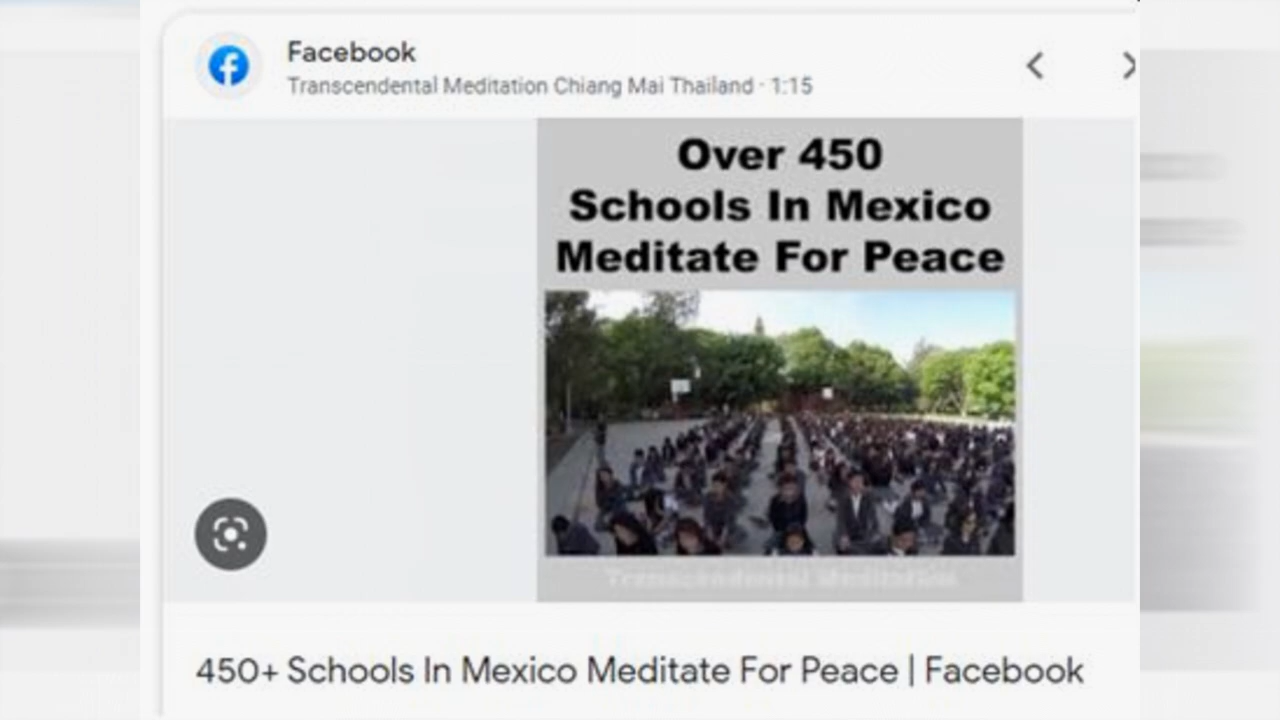 Facebook
Transcendental Meditation Chiang Mai Thailand · 1:15
Over 450
Schools In Mexico
Meditate For Peace
Transcendental Meditation
450+ Schools In Mexico Meditate For Peace | Facebook